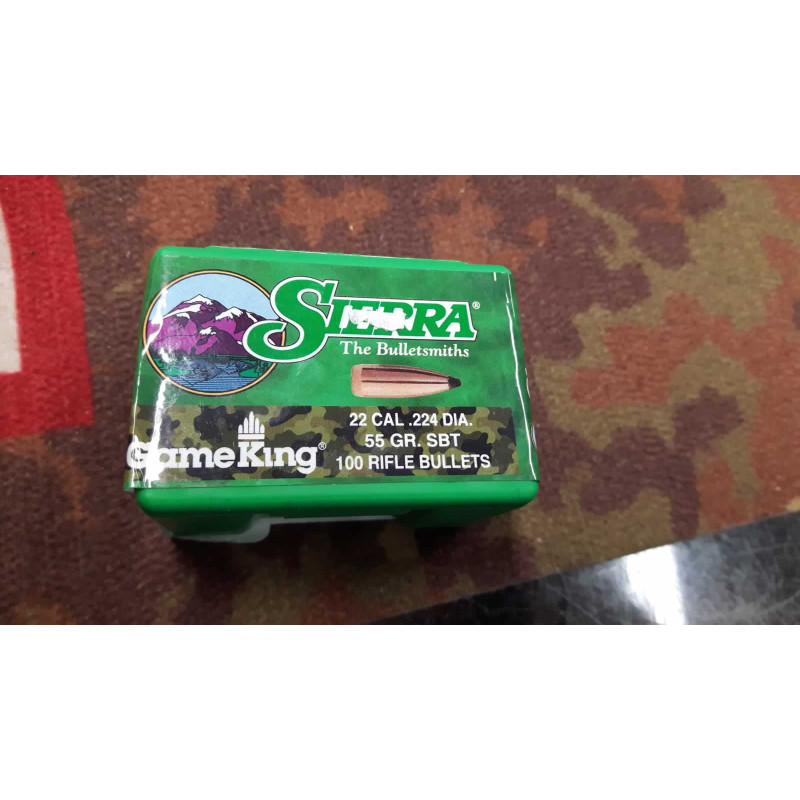 SIERRA®
The Bulletsmiths
22 CAL .224 DIA.
55 GR. SBT
GameKing®
100 RIFLE BULLETS